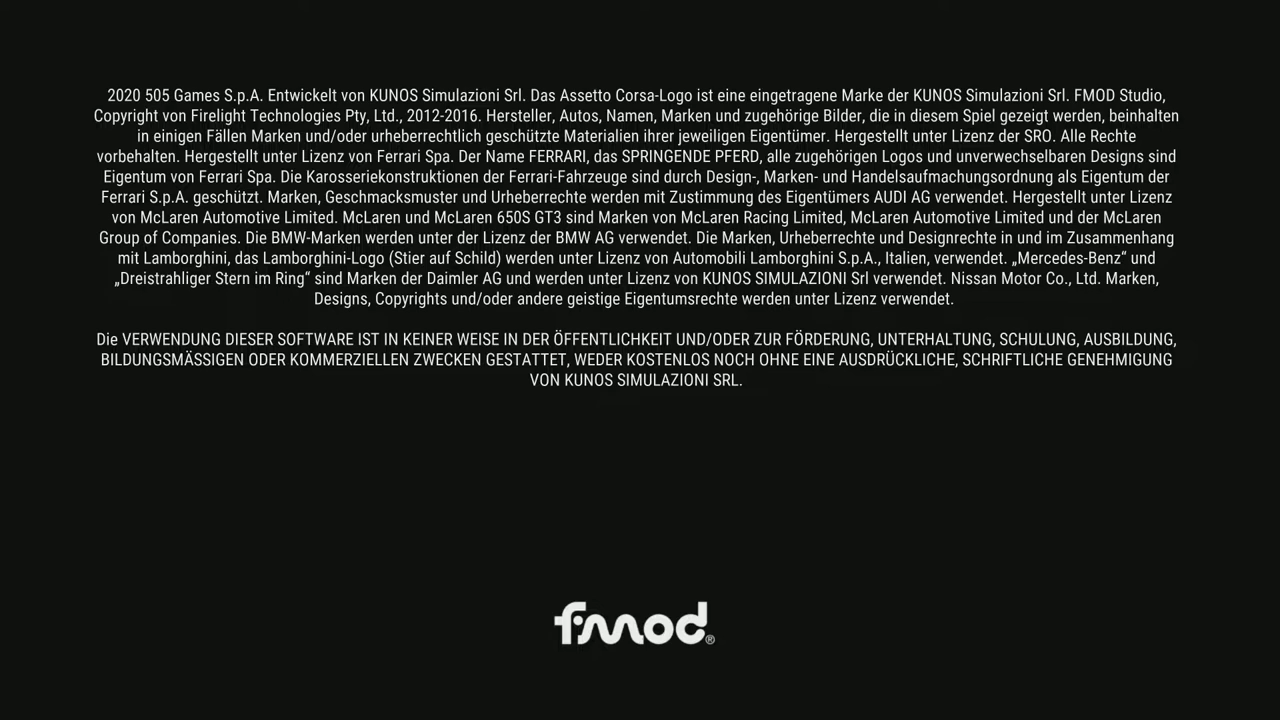 2020 505 Games S.p.A. Entwickelt von KUNOS Simulazioni Srl. Das Assetto Corsa-Logo ist eine eingetragene Marke der KUNOS Simulazioni Srl. FMOD Studio,
Copyright von Firelight Technologies Pty, Ltd., 2012-2016. Hersteller, Autos, Namen, Marken und zugehörige Bilder, die in diesem Spiel gezeigt werden, beinhalten
in einigen Fällen Marken und/oder urheberrechtlich geschützte Materialien ihrer jeweiligen Eigentümer. Hergestellt unter Lizenz der SRO. Alle Rechte
vorbehalten. Hergestellt unter Lizenz von Ferrari Spa. Der Name FERRARI, das SPRINGENDE PFERD, alle zugehörigen Logos und unverwechselbaren Designs sind
Eigentum von Ferrari Spa. Die Karosseriekonstruktionen der Ferrari-Fahrzeuge sind durch Design-, Marken- und Handelsaufmachungsordnung als Eigentum der
Ferrari S.p.A. geschützt. Marken, Geschmacksmuster und Urheberrechte werden mit Zustimmung des Eigentümers AUDI AG verwendet. Hergestellt unter Lizenz
von McLaren Automotive Limited. McLaren und McLaren 650S GT3 sind Marken von McLaren Racing Limited, McLaren Automotive Limited und der McLaren
Group of Companies. Die BMW-Marken werden unter der Lizenz der BMW AG verwendet. Die Marken, Urheberrechte und Designrechte in und im Zusammenhang
mit Lamborghini, das Lamborghini-Logo (Stier auf Schild) werden unter Lizenz von Automobili Lamborghini S.p.A., Italien, verwendet. „Mercedes-Benz“ und
„Dreistrahliger Stern im Ring“ sind Marken der Daimler AG und werden unter Lizenz von KUNOS SIMULAZIONI Srl verwendet. Nissan Motor Co., Ltd. Marken,
Designs, Copyrights und/oder andere geistige Eigentumsrechte werden unter Lizenz verwendet.
Die VERWENDUNG DIESER SOFTWARE IST IN KEINER WEISE IN DER ÖFFENTLICHKEIT UND/ODER ZUR FÖRDERUNG, UNTERHALTUNG, SCHULUNG, AUSBILDUNG,
BILDUNGSMÄSSIGEN ODER KOMMERZIELLEN ZWECKEN GESTATTET, WEDER KOSTENLOS NOCH OHNE EINE AUSDRÜCKLICHE, SCHRIFTLICHE GENEHMIGUNG
VON KUNOS SIMULAZIONI SRL.
fmod®